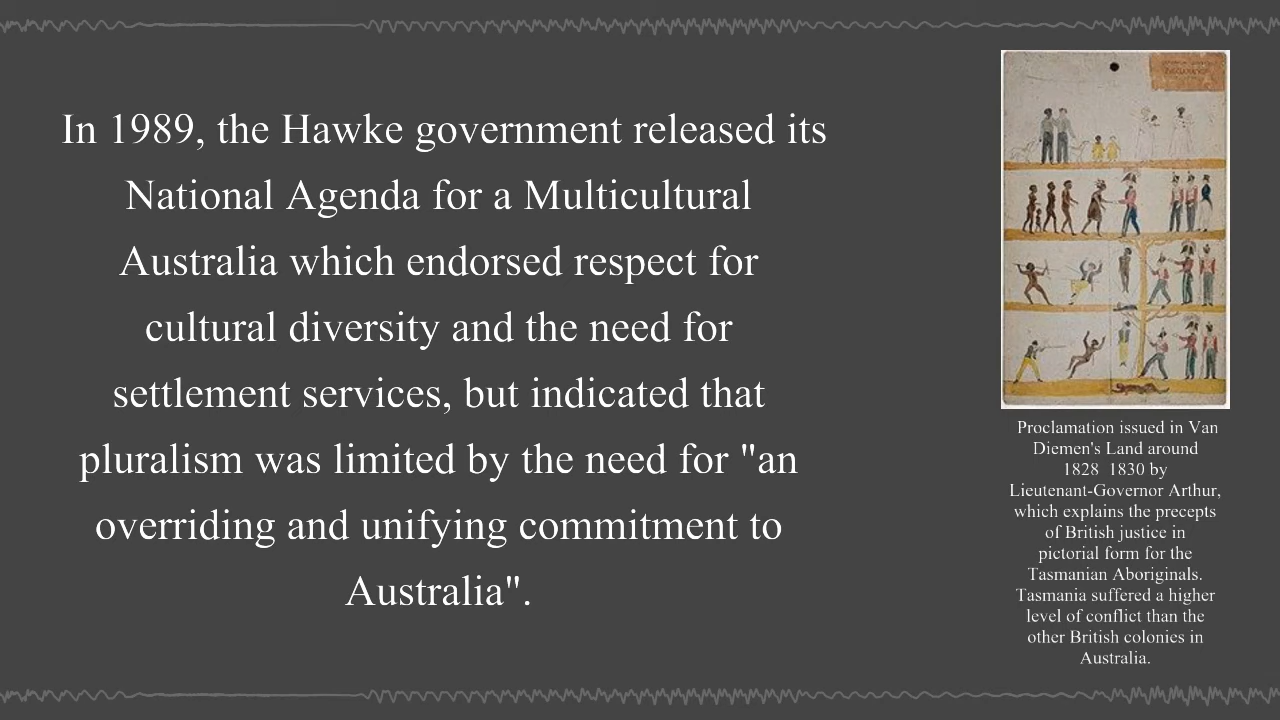 In 1989, the Hawke government released its
National Agenda for a Multicultural
Australia which endorsed respect for
cultural diversity and the need for
settlement services, but indicated that
pluralism was limited by the need for "an
overriding and unifying commitment to
Australia".
Proclamation issued in Van
Diemen's Land around
1828 1830 by
Lieutenant-Governor Arthur,
which explains the precepts
of British justice in
pictorial form for the
Tasmanian Aboriginals.
Tasmania suffered a higher
level of conflict than the
other British colonies in
Australia.